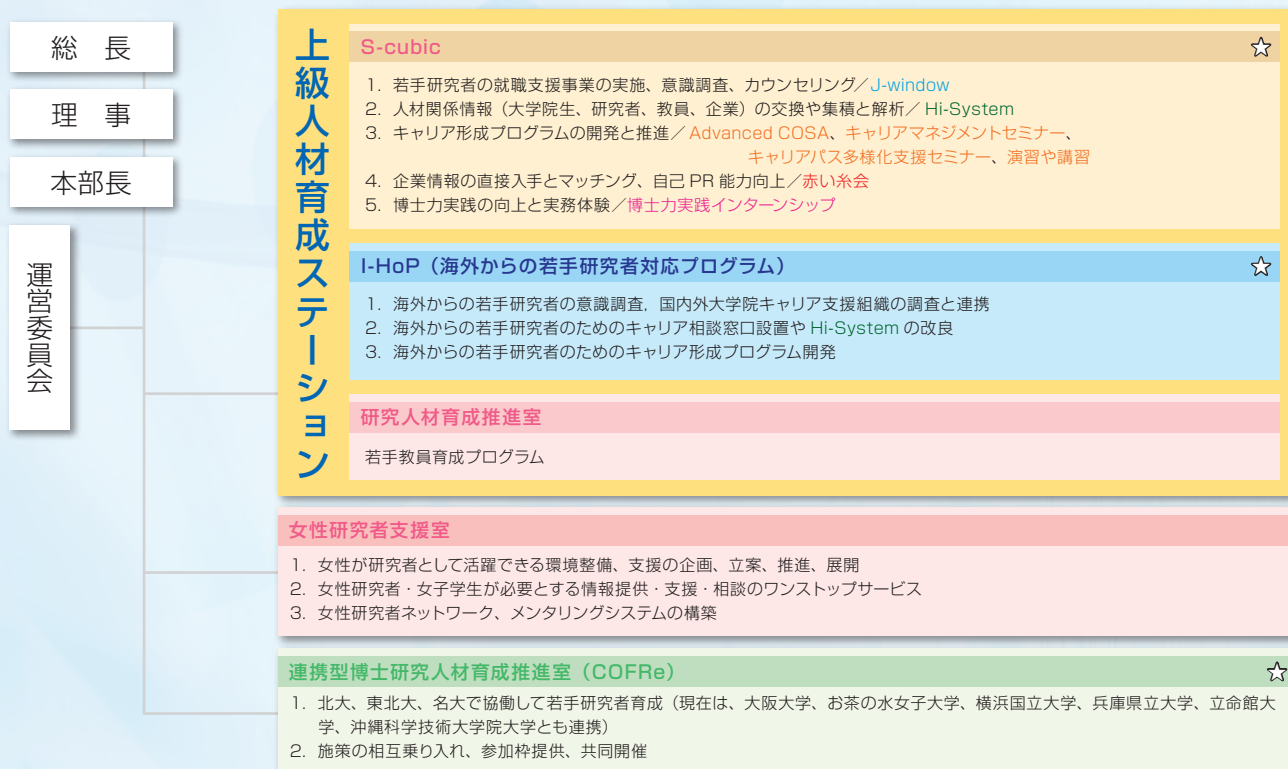 総 長
理 事
本部長
運営委員会
上級人材育成ステーション
S-cubic ☆
1. 若手研究者の就職支援事業の実施、意識調査、カウンセリング／J-window
2. 人材関係情報（大学院生、研究者、教員、企業）の交換や集積と解析／ Hi-System
3. キャリア形成プログラムの開発と推進／ Advanced COSA、キャリアマネジメントセミナー、
キャリアパス多様化支援セミナー、演習や講習
4. 企業情報の直接入手とマッチング、自己 PR 能力向上／赤い糸会
5. 博士力実践の向上と実務体験／博士力実践インターンシップ
I-HoP（海外からの若手研究者対応プログラム） ☆
1. 海外からの若手研究者の意識調査，国内外大学院キャリア支援組織の調査と連携
2. 海外からの若手研究者のためのキャリア相談窓口設置や Hi-System の改良
3. 海外からの若手研究者のためのキャリア形成プログラム開発
研究人材育成推進室
若手教員育成プログラム
女性研究者支援室
1. 女性が研究者として活躍できる環境整備、支援の企画、立案、推進、展開
2. 女性研究者・女子学生が必要とする情報提供・支援・相談のワンストップサービス
3. 女性研究者ネットワーク、メンタリングシステムの構築
連携型博士研究人材育成推進室（COFRe） ☆
1. 北大、東北大、名大で協働して若手研究者育成（現在は、大阪大学、お茶の水女子大学、横浜国立大学、兵庫県立大学、立命館大
学、沖縄科学技術大学院大学とも連携）
2. 施策の相互乗り入れ、参加枠提供、共同開催